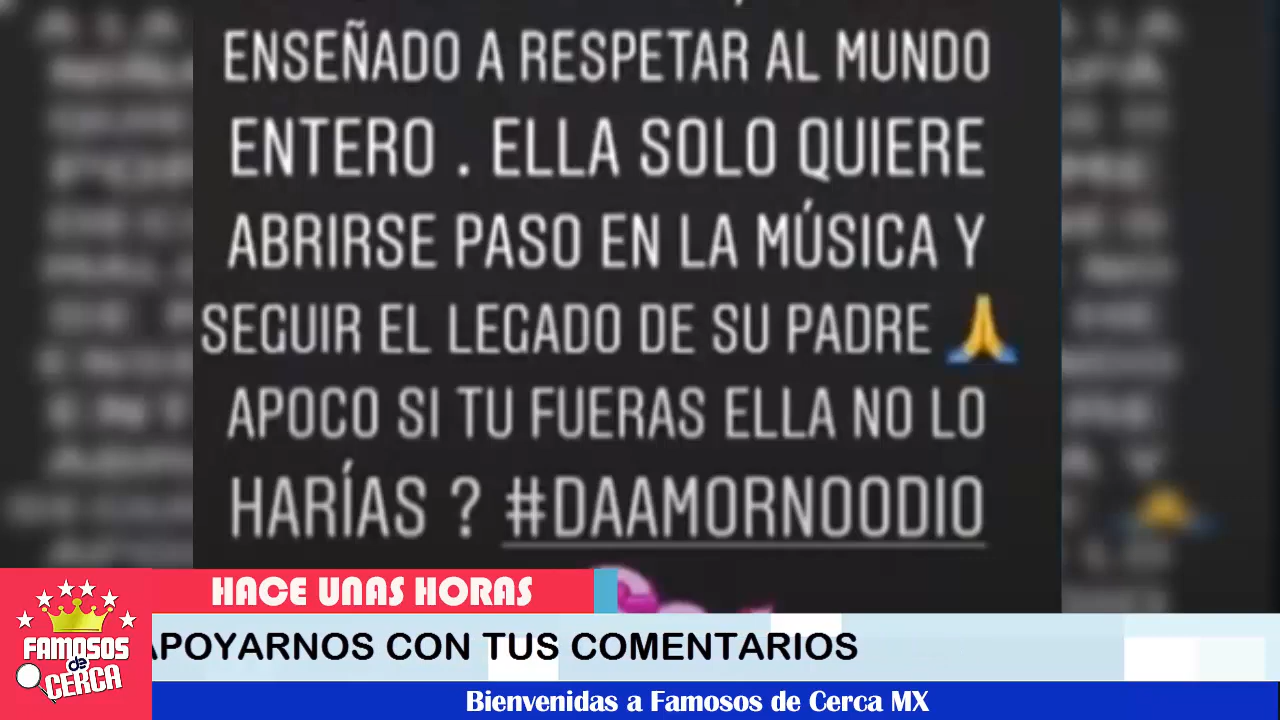 ENSEÑADO A RESPETAR AL MUNDO
ENTERO . ELLA SOLO QUIERE
ABRIRSE PASO EN LA MÚSICA Y
SEGUIR EL LEGADO DE SU PADRE 🙏
APOCO SI TU FUERAS ELLA NO LO
HARÍAS ? #DAAMORNOODIO
HACE UNAS HORAS
APOYARNOS CON TUS COMENTARIOS
FAMOSOS
de
CERCA
Bienvenidas a Famosos de Cerca MX